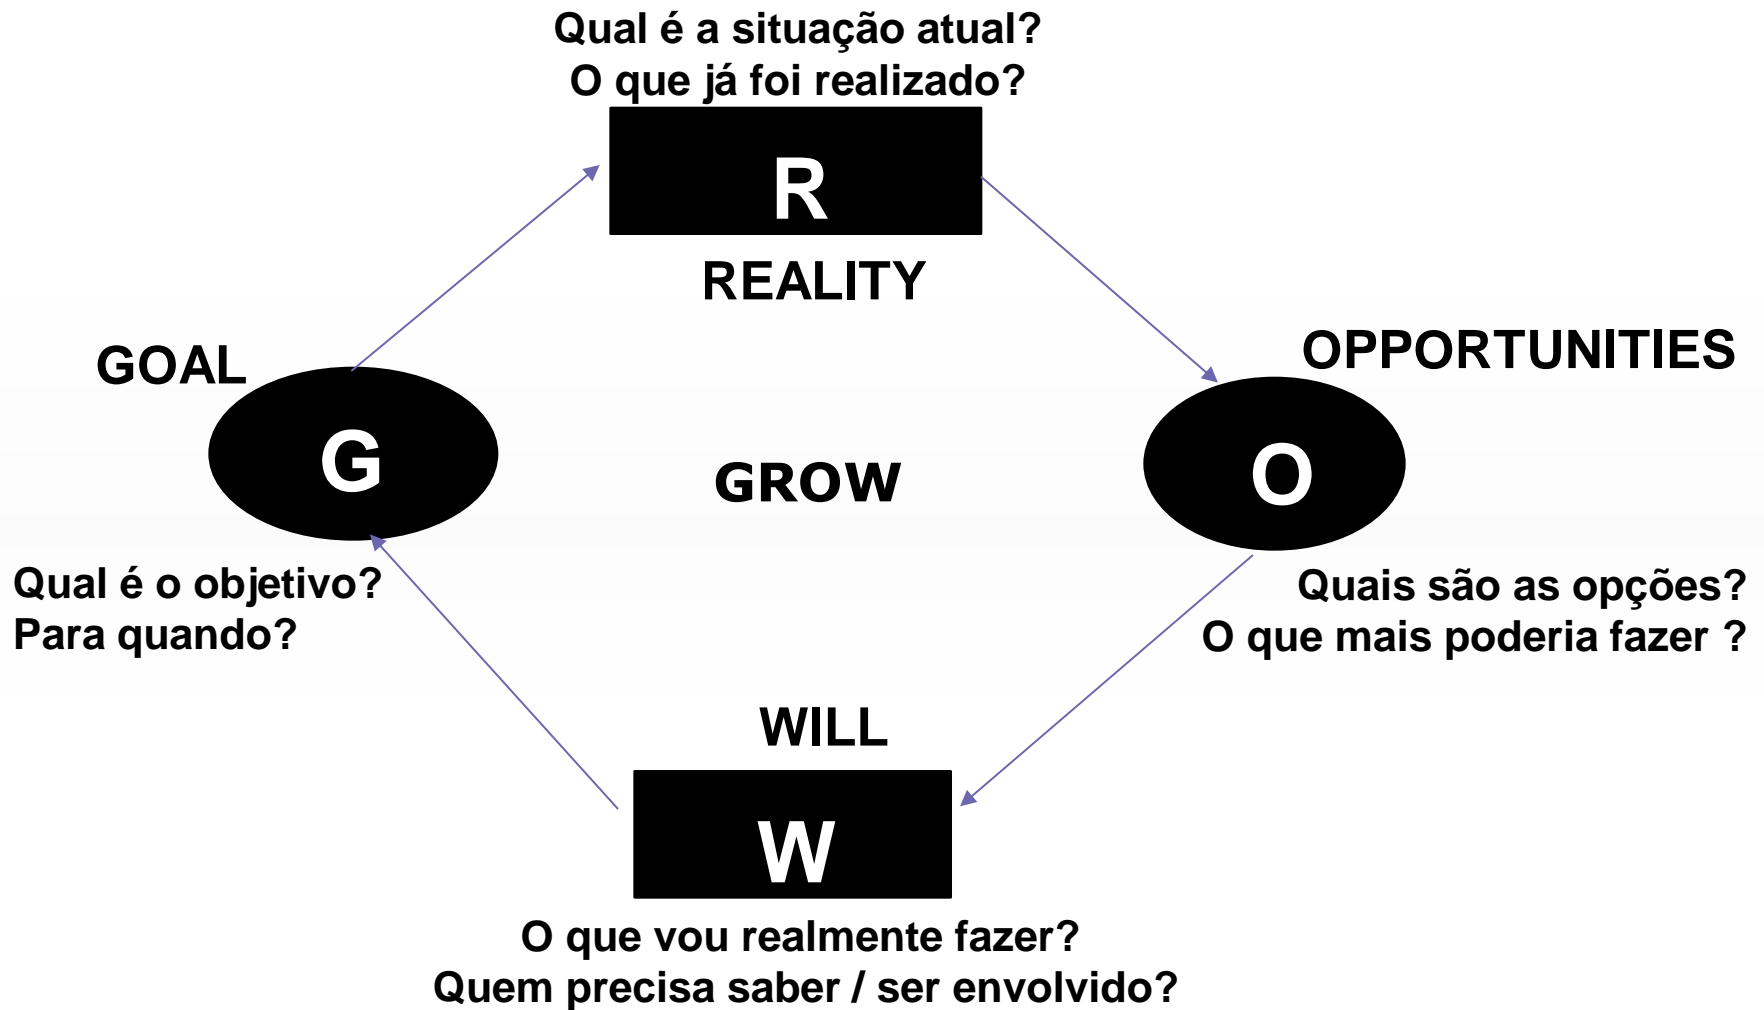 Qual é a situação atual?
O que já foi realizado?
R
REALITY
GOAL
G
Qual é o objetivo?
Para quando?
GROW
OPPORTUNITIES
O
Quais são as opções?
O que mais poderia fazer ?
WILL
W
O que vou realmente fazer?
Quem precisa saber / ser envolvido?